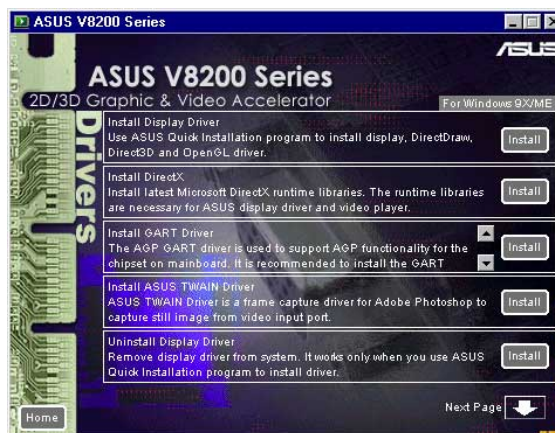 ASUS V8200 Series
ASUS
ASUS V8200 Series
2D/3D Graphic & Video Accelerator
For Windows 9X/ME
Drivers
Install Display Driver
Use ASUS Quick Installation program to install display, DirectDraw,
Direct3D and OpenGL driver.
Install
Install DirectX
Install latest Microsoft DirectX runtime libraries. The runtime libraries
are necessary for ASUS display driver and video player.
Install
Install GART Driver
The AGP GART driver is used to support AGP functionality for the
chipset on mainboard. It is recommended to install the GART
Install
Install ASUS TWAIN Driver
ASUS TWAIN Driver is a frame capture driver for Adobe Photoshop to
capture still image from video input port.
Install
Uninstall Display Driver
Remove display driver from system. It works only when you use ASUS
Quick Installation program to install driver.
Install
Next Page
Home